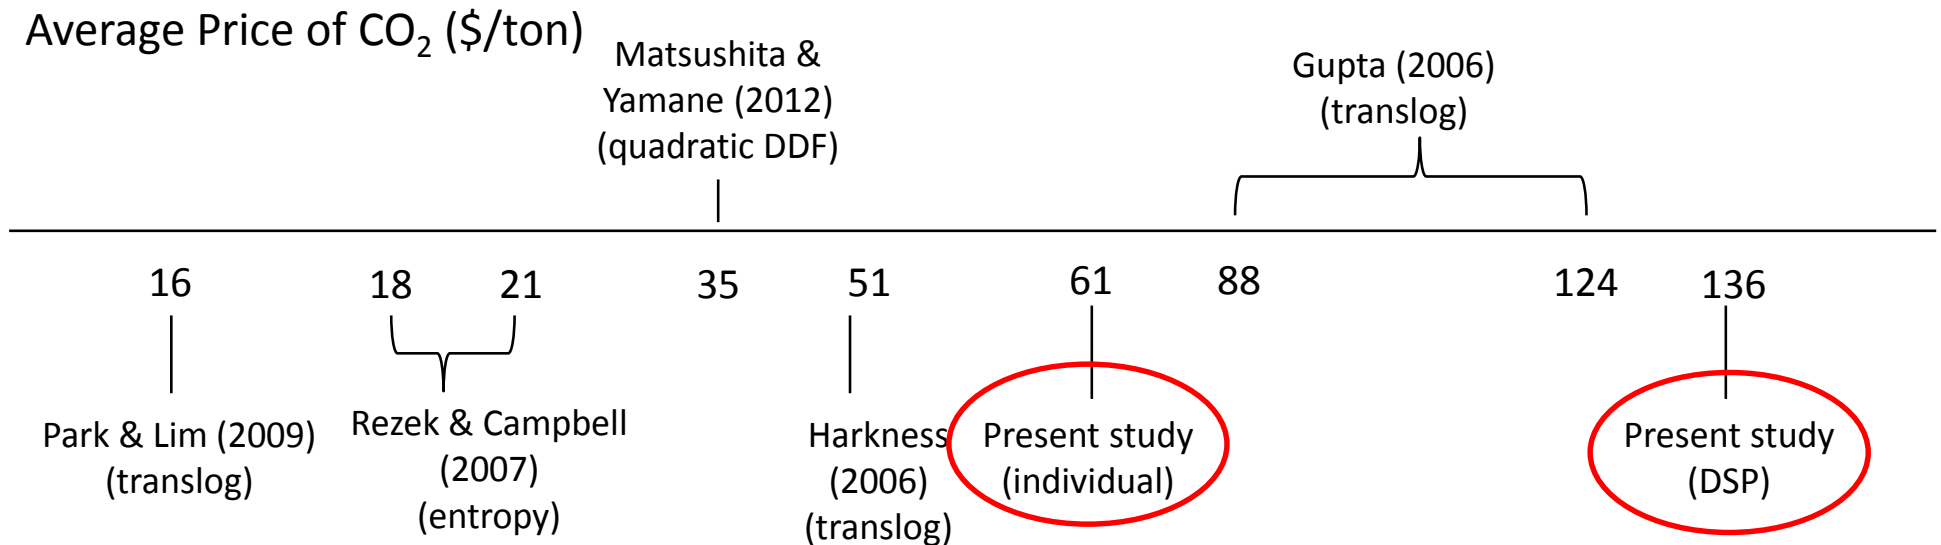 Average Price of CO₂ ($/ton)
Matsushita &
Yamane (2012)
(quadratic DDF)
Gupta (2006)
(translog)
16
18
21
35
51
61
88
124
136
Park & Lim (2009)
(translog)
Rezek & Campbell
(2007)
(entropy)
Harkness
(2006)
(translog)
Present study
(individual)
Present study
(DSP)